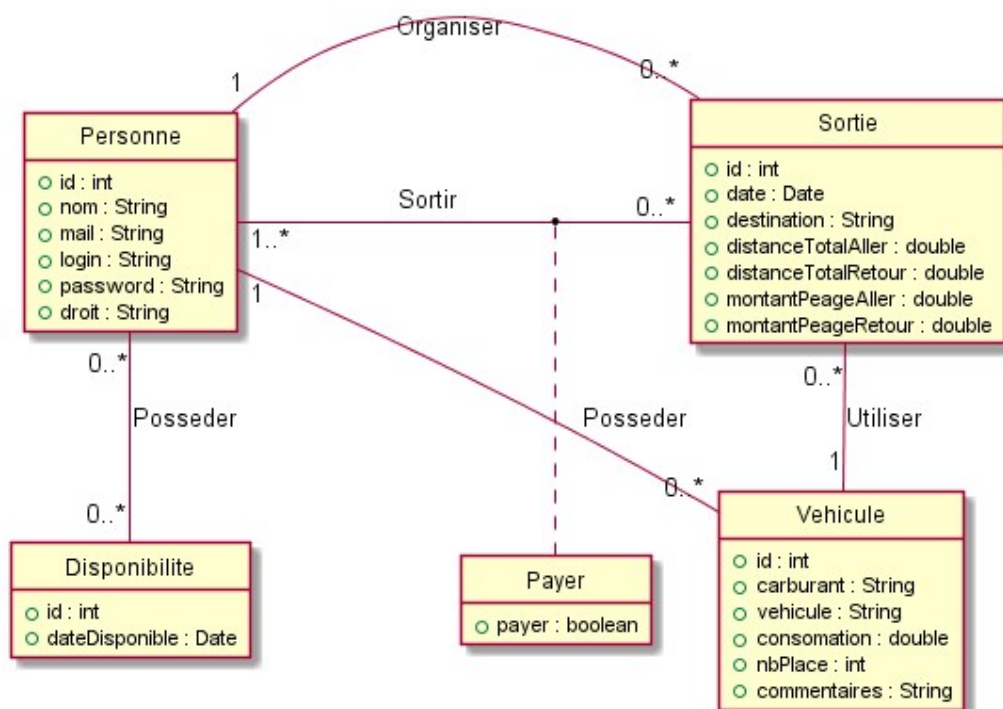 Organiser
1
0..*
Personne
id : int
nom : String
mail : String
login : String
password : String
droit : String
Sortie
id : int
date : Date
destination : String
distanceTotalAller : double
distanceTotalRetour : double
montantPeageAller : double
montantPeageRetour : double
Sortir
1..*
0..*
1
0..*
Posseder
0..*
Posseder
0..*
0..*
Utiliser
1
Disponibilite
id : int
dateDisponible : Date
Payer
payer : boolean
Vehicule
id : int
carburant : String
vehicule : String
consomation : double
nbPlace : int
commentaires : String